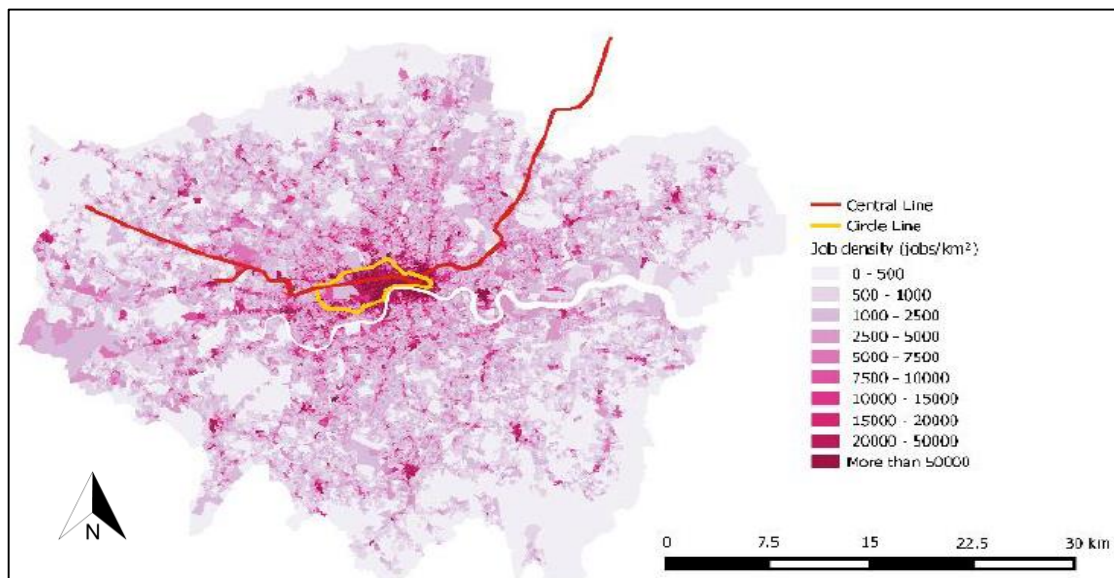 Central Line
Circle Line
Job density (jobs/km²)
0 - 500
500 - 1000
1000 - 2500
2500 - 5000
5000 - 7500
7500 - 10000
10000 - 15000
15000 - 20000
20000 - 50000
More than 50000
N
0 7.5 15 22.5 30 km